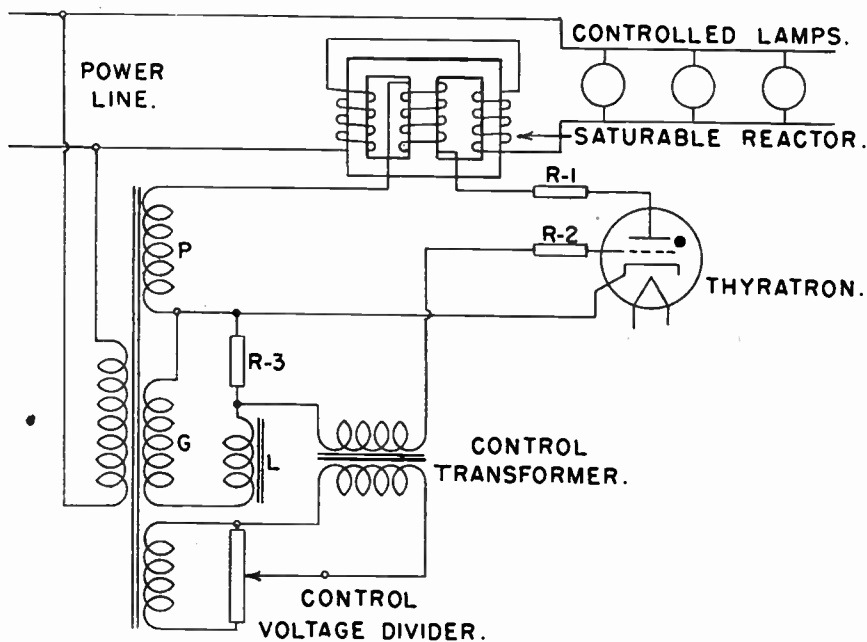 CONTROLLED LAMPS.
POWER
LINE.
SATURABLE REACTOR.
R-1
R-2
P
THYRATRON.
R-3
G
L
CONTROL
TRANSFORMER.
CONTROL
VOLTAGE DIVIDER.